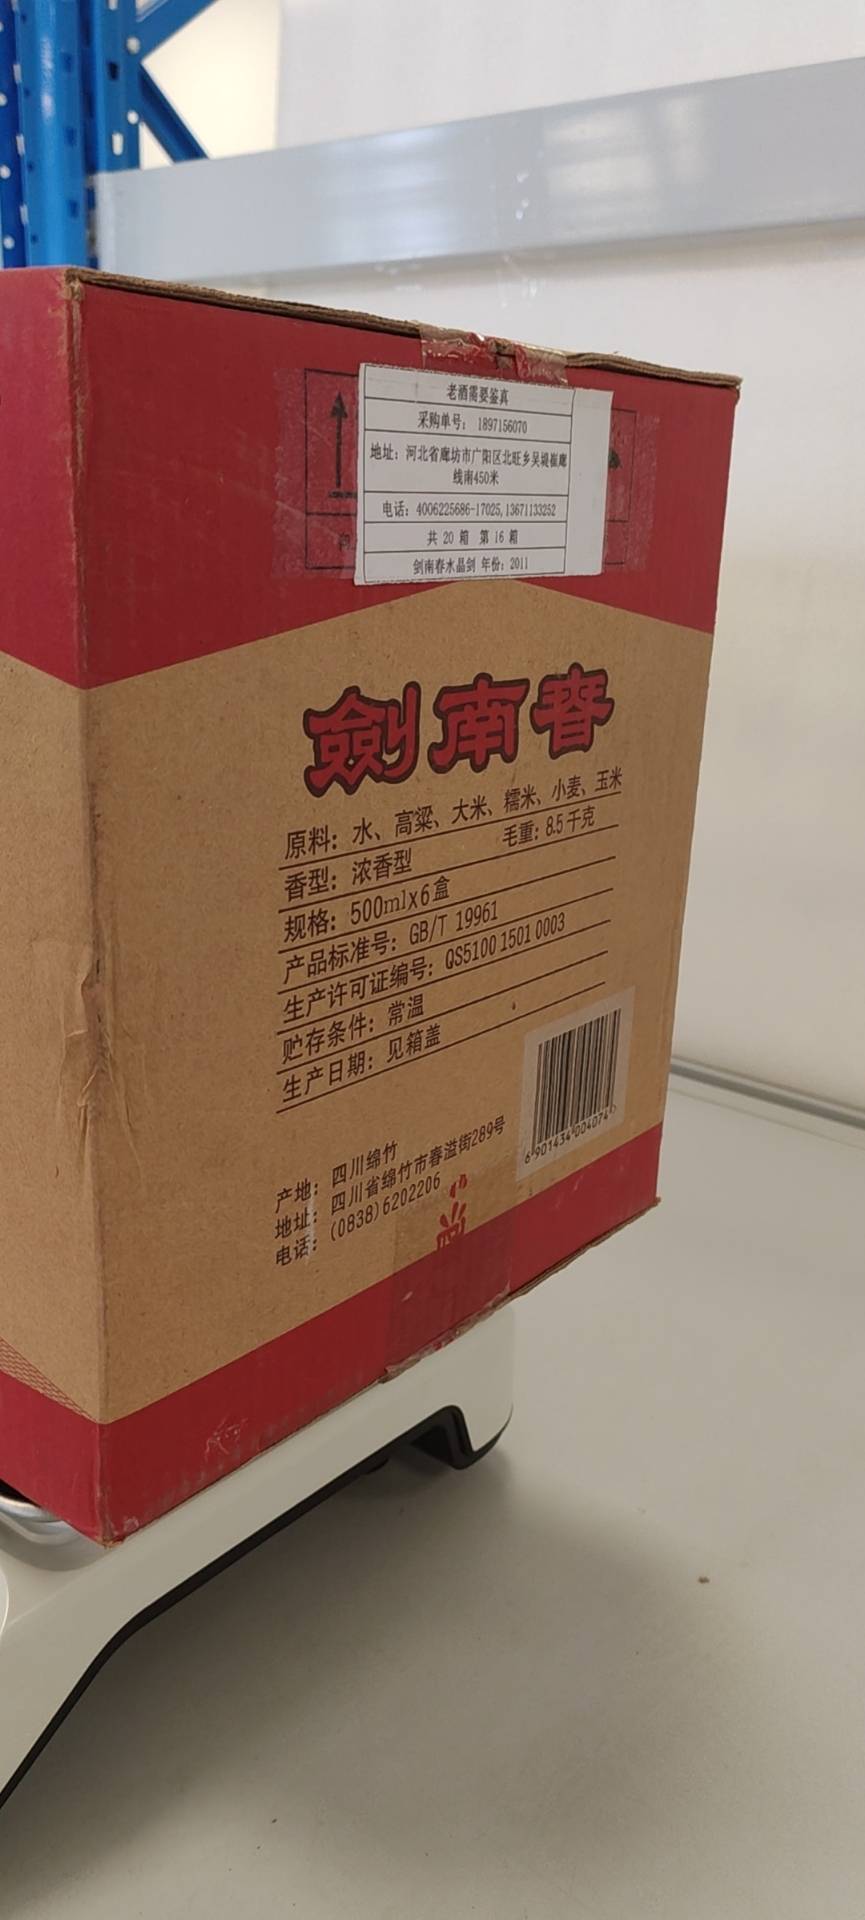 老酒需要鉴真
采购单号： 1897156070
地址：河北省廊坊市广阳区北旺乡吴堤崔廊
线南450米
电话：4006225686-17025,13671133252
共 20 箱 第 16 箱
剑南春水晶剑 年份：2011
劍南春
原料：水、高粱、大米、糯米、小麦、玉米
香型：浓香型 毛重：8.5千克
规格：500ml×6盒
产品标准号：GB/T 19961
生产许可证编号：QS5100 1501 0003
贮存条件：常温
生产日期：见箱盖
6 901434 004074
产地：四川绵竹
地址：四川省绵竹市春溢街289号
电话：(0838)6202206